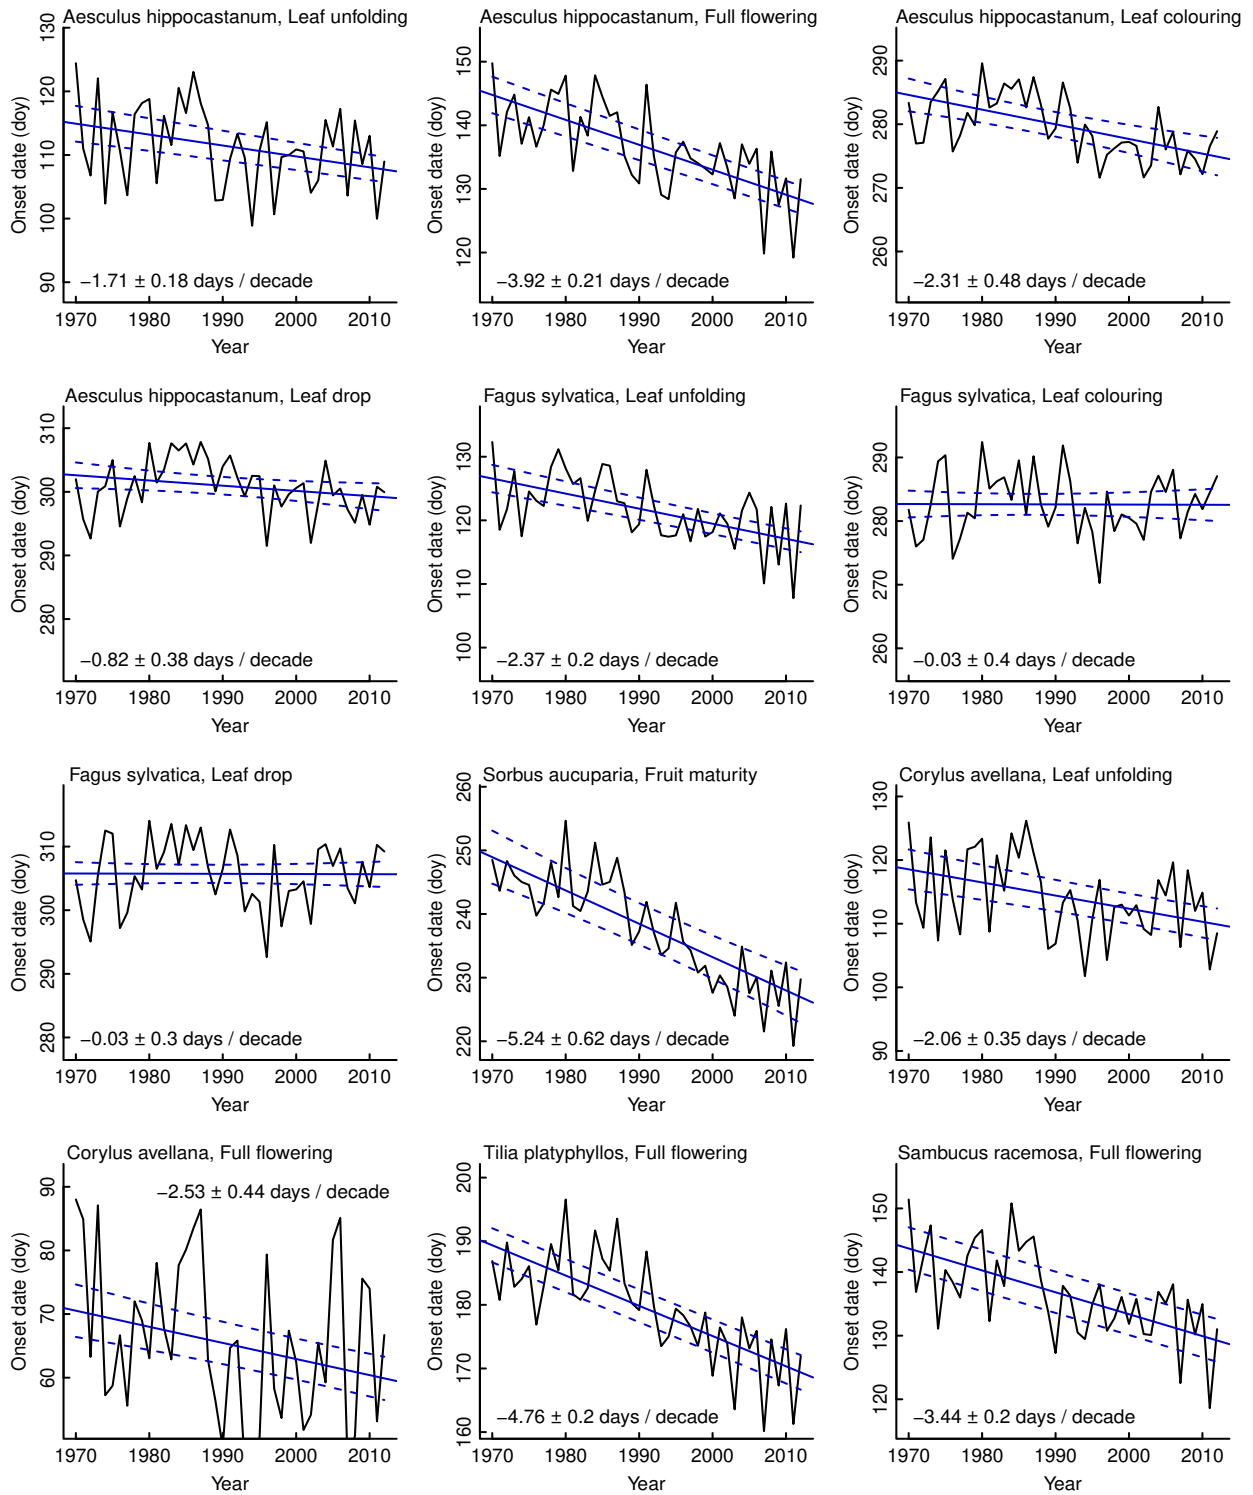 Aesculus hippocastanum, Leaf unfolding
Onset date (doy)
130
120
110
100
90
−1.71 ± 0.18 days / decade
1970 1980 1990 2000 2010
Year
Aesculus hippocastanum, Full flowering
Onset date (doy)
150
140
130
120
−3.92 ± 0.21 days / decade
1970 1980 1990 2000 2010
Year
Aesculus hippocastanum, Leaf colouring
Onset date (doy)
290
280
270
260
−2.31 ± 0.48 days / decade
1970 1980 1990 2000 2010
Year
Aesculus hippocastanum, Leaf drop
Onset date (doy)
310
300
290
280
−0.82 ± 0.38 days / decade
1970 1980 1990 2000 2010
Year
Fagus sylvatica, Leaf unfolding
Onset date (doy)
130
120
110
100
−2.37 ± 0.2 days / decade
1970 1980 1990 2000 2010
Year
Fagus sylvatica, Leaf colouring
Onset date (doy)
290
280
270
260
−0.03 ± 0.4 days / decade
1970 1980 1990 2000 2010
Year
Fagus sylvatica, Leaf drop
Onset date (doy)
310
300
290
280
−0.03 ± 0.3 days / decade
1970 1980 1990 2000 2010
Year
Sorbus aucuparia, Fruit maturity
Onset date (doy)
260
250
240
230
220
−5.24 ± 0.62 days / decade
1970 1980 1990 2000 2010
Year
Corylus avellana, Leaf unfolding
Onset date (doy)
130
120
110
100
90
−2.06 ± 0.35 days / decade
1970 1980 1990 2000 2010
Year
Corylus avellana, Full flowering
−2.53 ± 0.44 days / decade
Onset date (doy)
90
80
70
60
1970 1980 1990 2000 2010
Year
Tilia platyphyllos, Full flowering
Onset date (doy)
200
190
180
170
160
−4.76 ± 0.2 days / decade
1970 1980 1990 2000 2010
Year
Sambucus racemosa, Full flowering
Onset date (doy)
150
140
130
120
−3.44 ± 0.2 days / decade
1970 1980 1990 2000 2010
Year